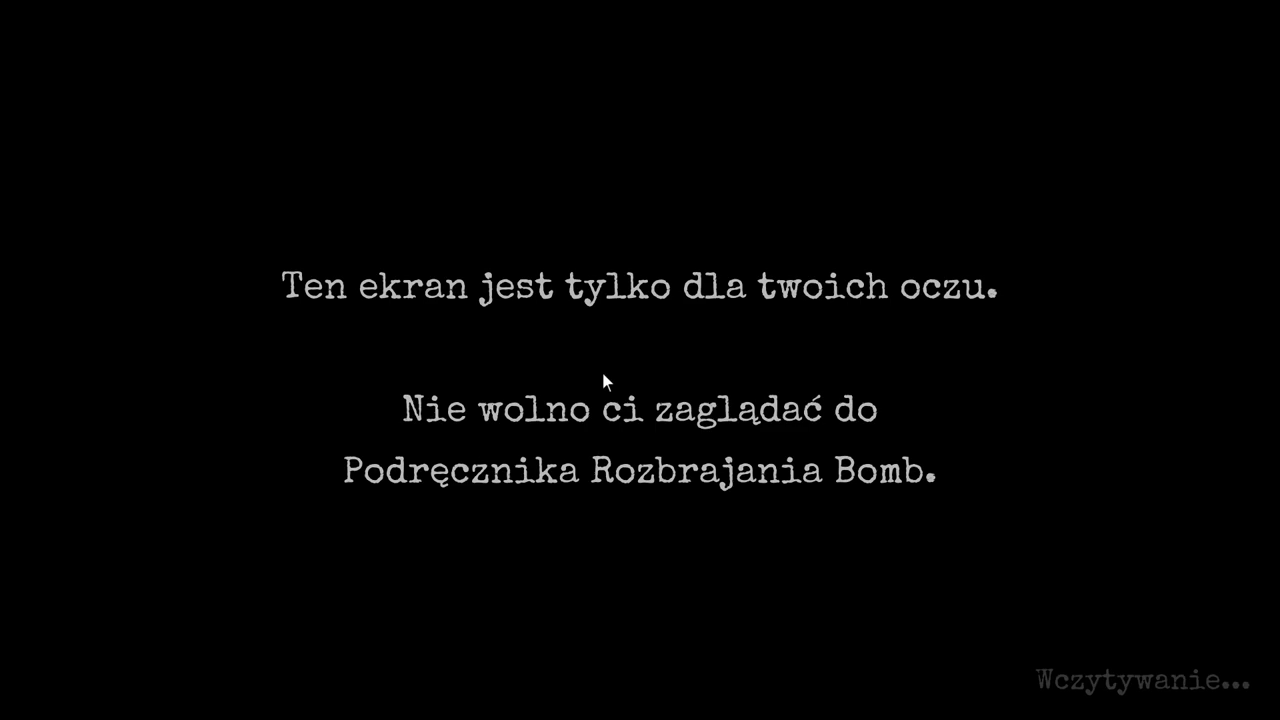 Ten ekran jest tylko dla twoich oczu.
Nie wolno ci zaglądać do
Podręcznika Rozbrajania Bomb.
Wczytywanie...